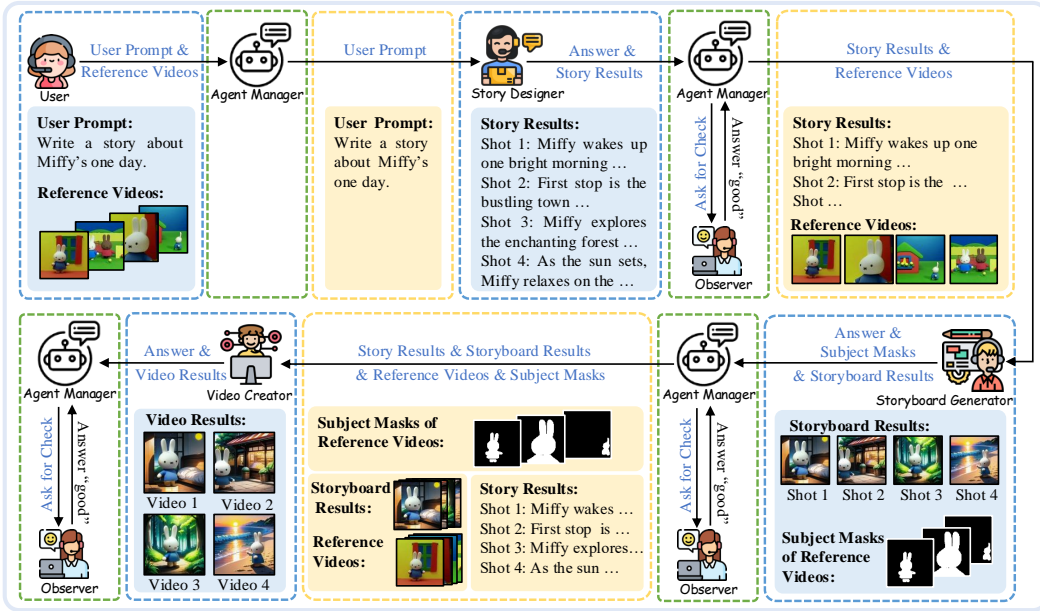 User Prompt &
Reference Videos
User
User Prompt:
Write a story about
Miffy's one day.
Reference Videos:
Agent Manager
User Prompt
User Prompt:
Write a story
about Miffy's
one day.
Story Designer
Answer &
Story Results
Story Results:
Shot 1: Miffy wakes up
one bright morning …
Shot 2: First stop is the
bustling town …
Shot 3: Miffy explores
the enchanting forest …
Shot 4: As the sun sets,
Miffy relaxes on the …
Agent Manager
Ask for Check
Answer "good"
Observer
Story Results &
Reference Videos
Story Results:
Shot 1: Miffy wakes up one
bright morning …
Shot 2: First stop is the …
Shot …
Reference Videos:
Agent Manager
Ask for Check
Answer "good"
Observer
Answer &
Video Results
Video Creator
Video Results:
Video 1
Video 2
Video 3
Video 4
Story Results & Storyboard Results
& Reference Videos & Subject Masks
Subject Masks of
Reference Videos:
Storyboard
Results:
Reference
Videos:
Story Results:
Shot 1: Miffy wakes …
Shot 2: First stop is …
Shot 3: Miffy explores…
Shot 4: As the sun …
Agent Manager
Ask for Check
Answer "good"
Observer
Answer &
Subject Masks
& Storyboard Results
Storyboard Generator
Storyboard Results:
Shot 1
Shot 2
Shot 3
Shot 4
Subject Masks
of Reference
Videos: